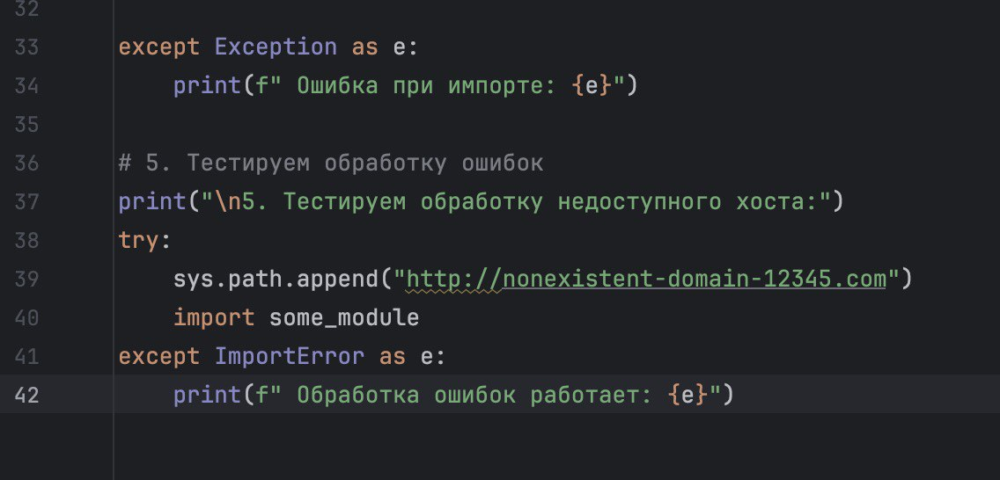 32
33 except Exception as e:
34     print(f" Ошибка при импорте: {e}")
35
36 # 5. Тестируем обработку ошибок
37 print("\n5. Тестируем обработку недоступного хоста:")
38 try:
39     sys.path.append("http://nonexistent-domain-12345.com")
40     import some_module
41 except ImportError as e:
42     print(f" Обработка ошибок работает: {e}")